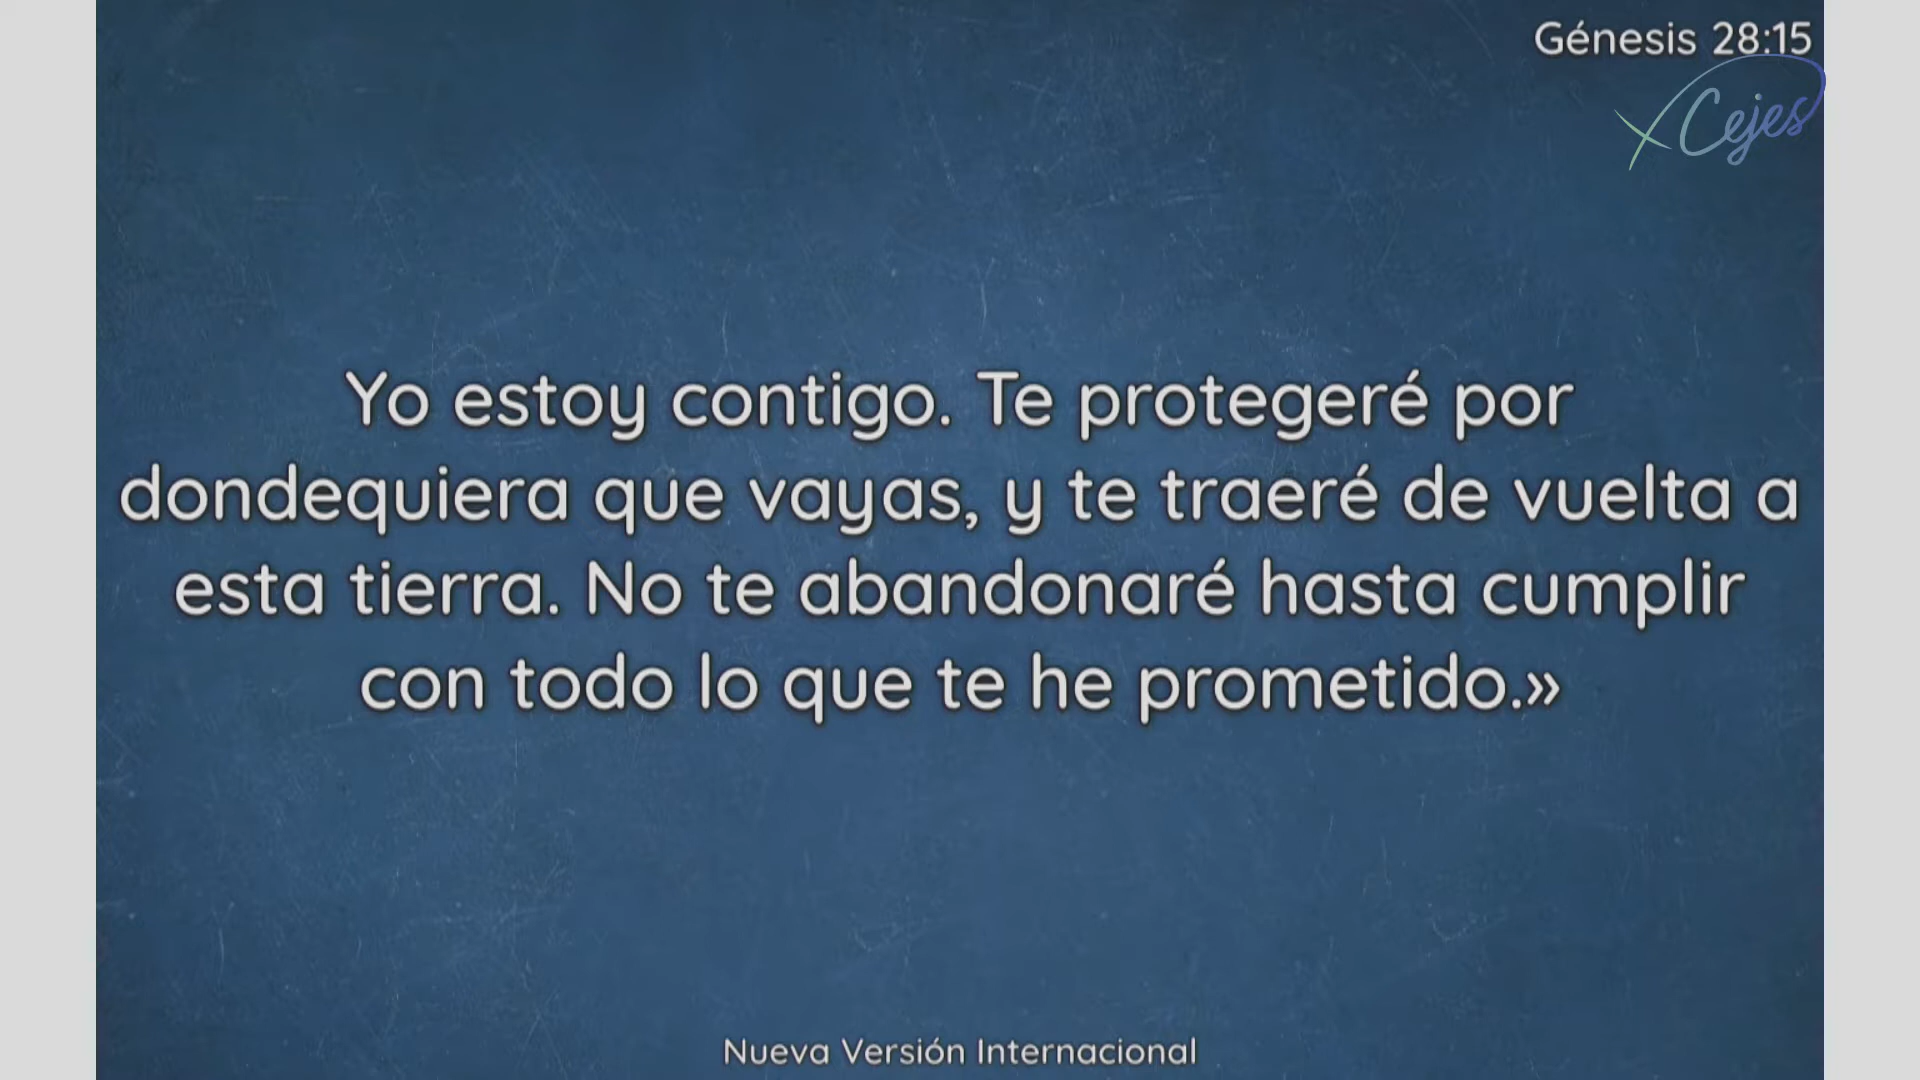 Génesis 28:15
Cejes
Yo estoy contigo. Te protegeré por
dondequiera que vayas, y te traeré de vuelta a
esta tierra. No te abandonaré hasta cumplir
con todo lo que te he prometido.»
Nueva Versión Internacional